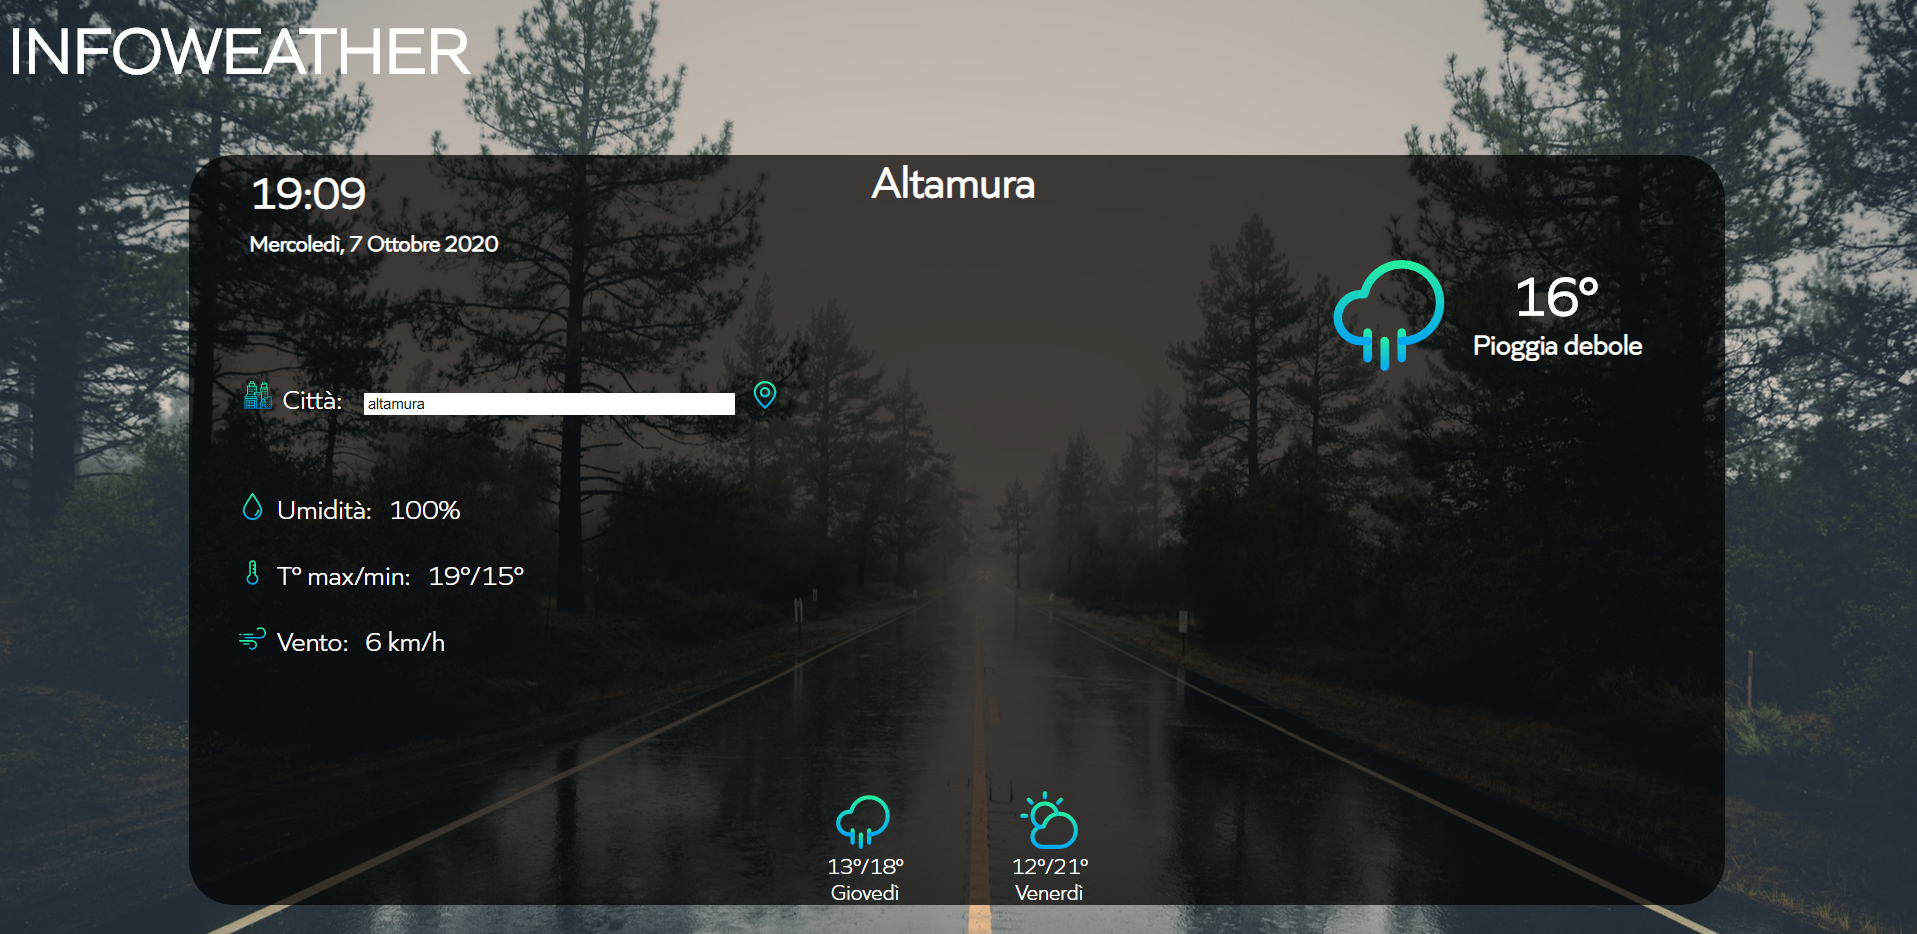 INFOWEATHER
19:09
Mercoledì, 7 Ottobre 2020
Altamura
16°
Pioggia debole
Città: altamura
Umidità: 100%
T° max/min: 19°/15°
Vento: 6 km/h
13°/18°
Giovedì
12°/21°
Venerdì